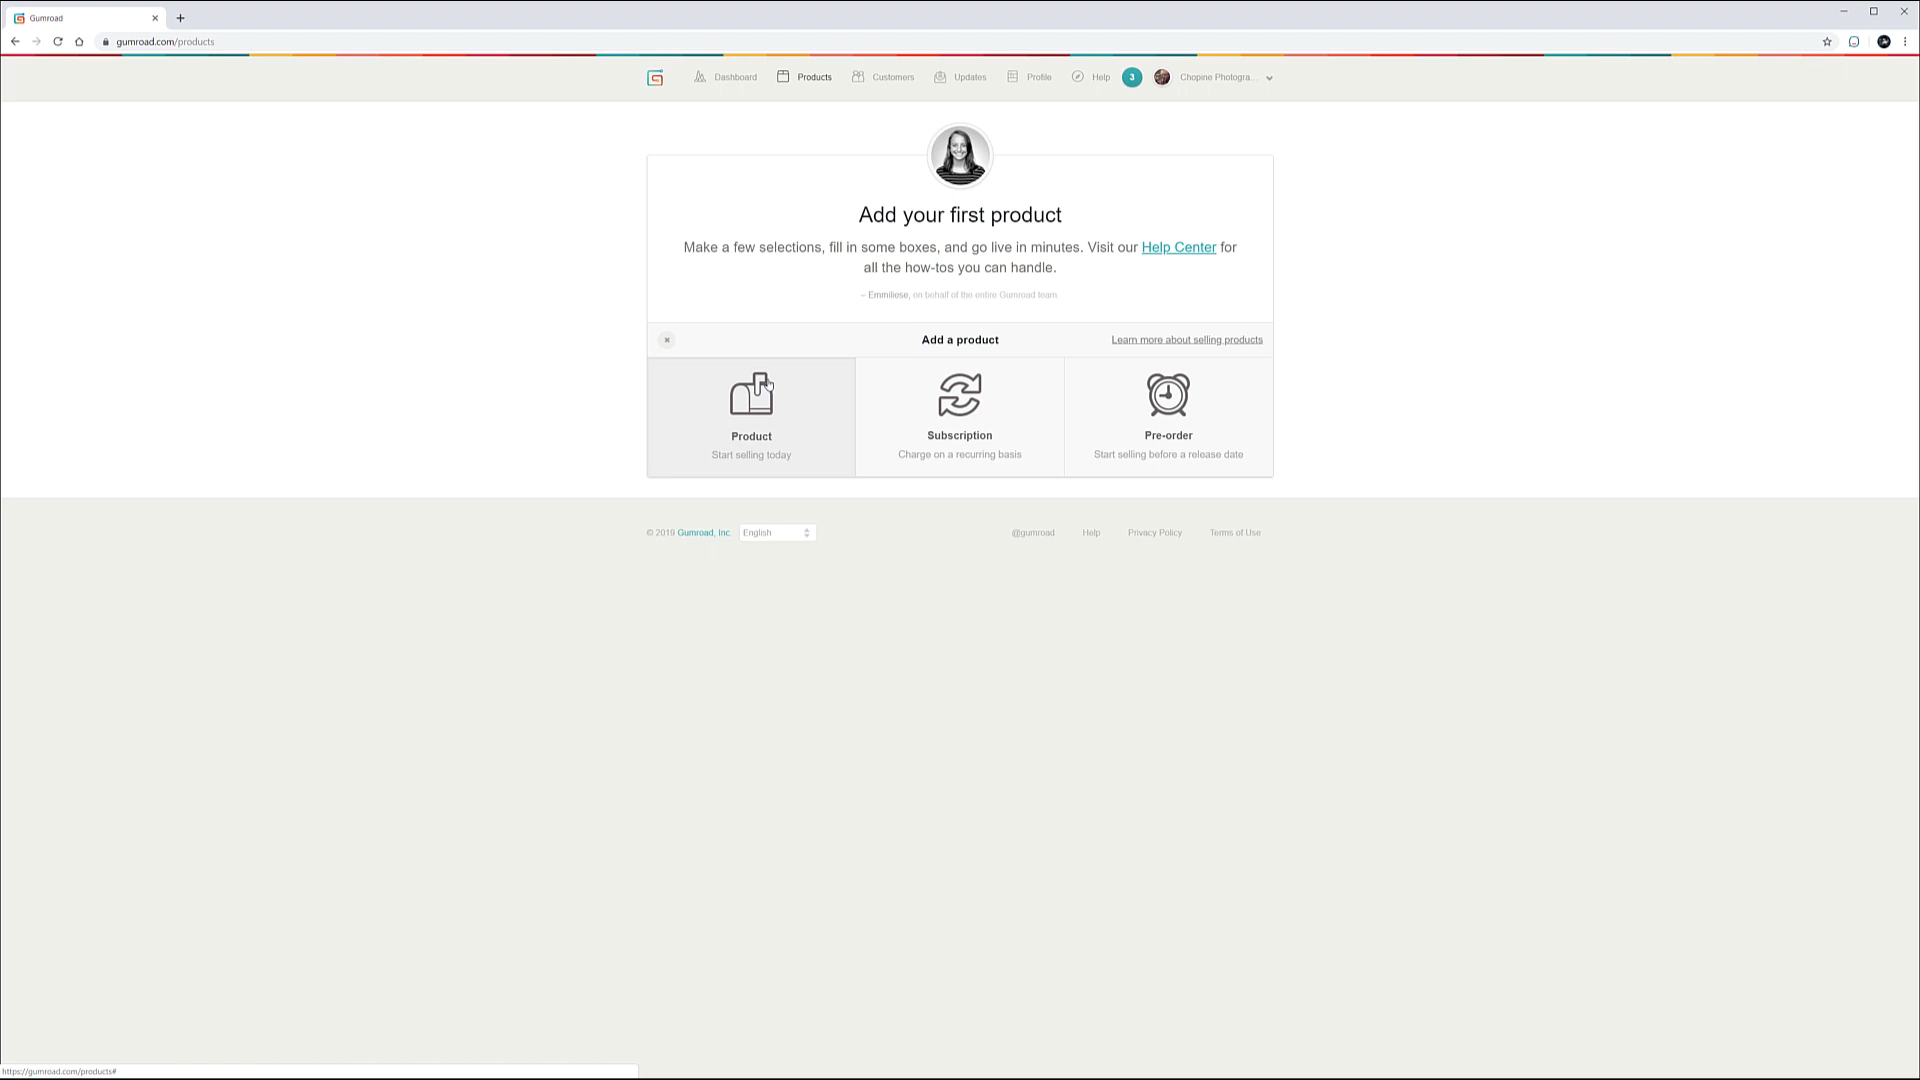 Gumroad
gumroad.com/products
Dashboard
Products
Customers
Updates
Profile
Help
3
Chopine Photogra...
Add your first product
Make a few selections, fill in some boxes, and go live in minutes. Visit our Help Center for
all the how-tos you can handle.
– Emmiliese, on behalf of the entire Gumroad team.
Add a product
Learn more about selling products
Product
Start selling today
Subscription
Charge on a recurring basis
Pre-order
Start selling before a release date
© 2019 Gumroad, Inc.
English
@gumroad
Help
Privacy Policy
Terms of Use
https://gumroad.com/products#